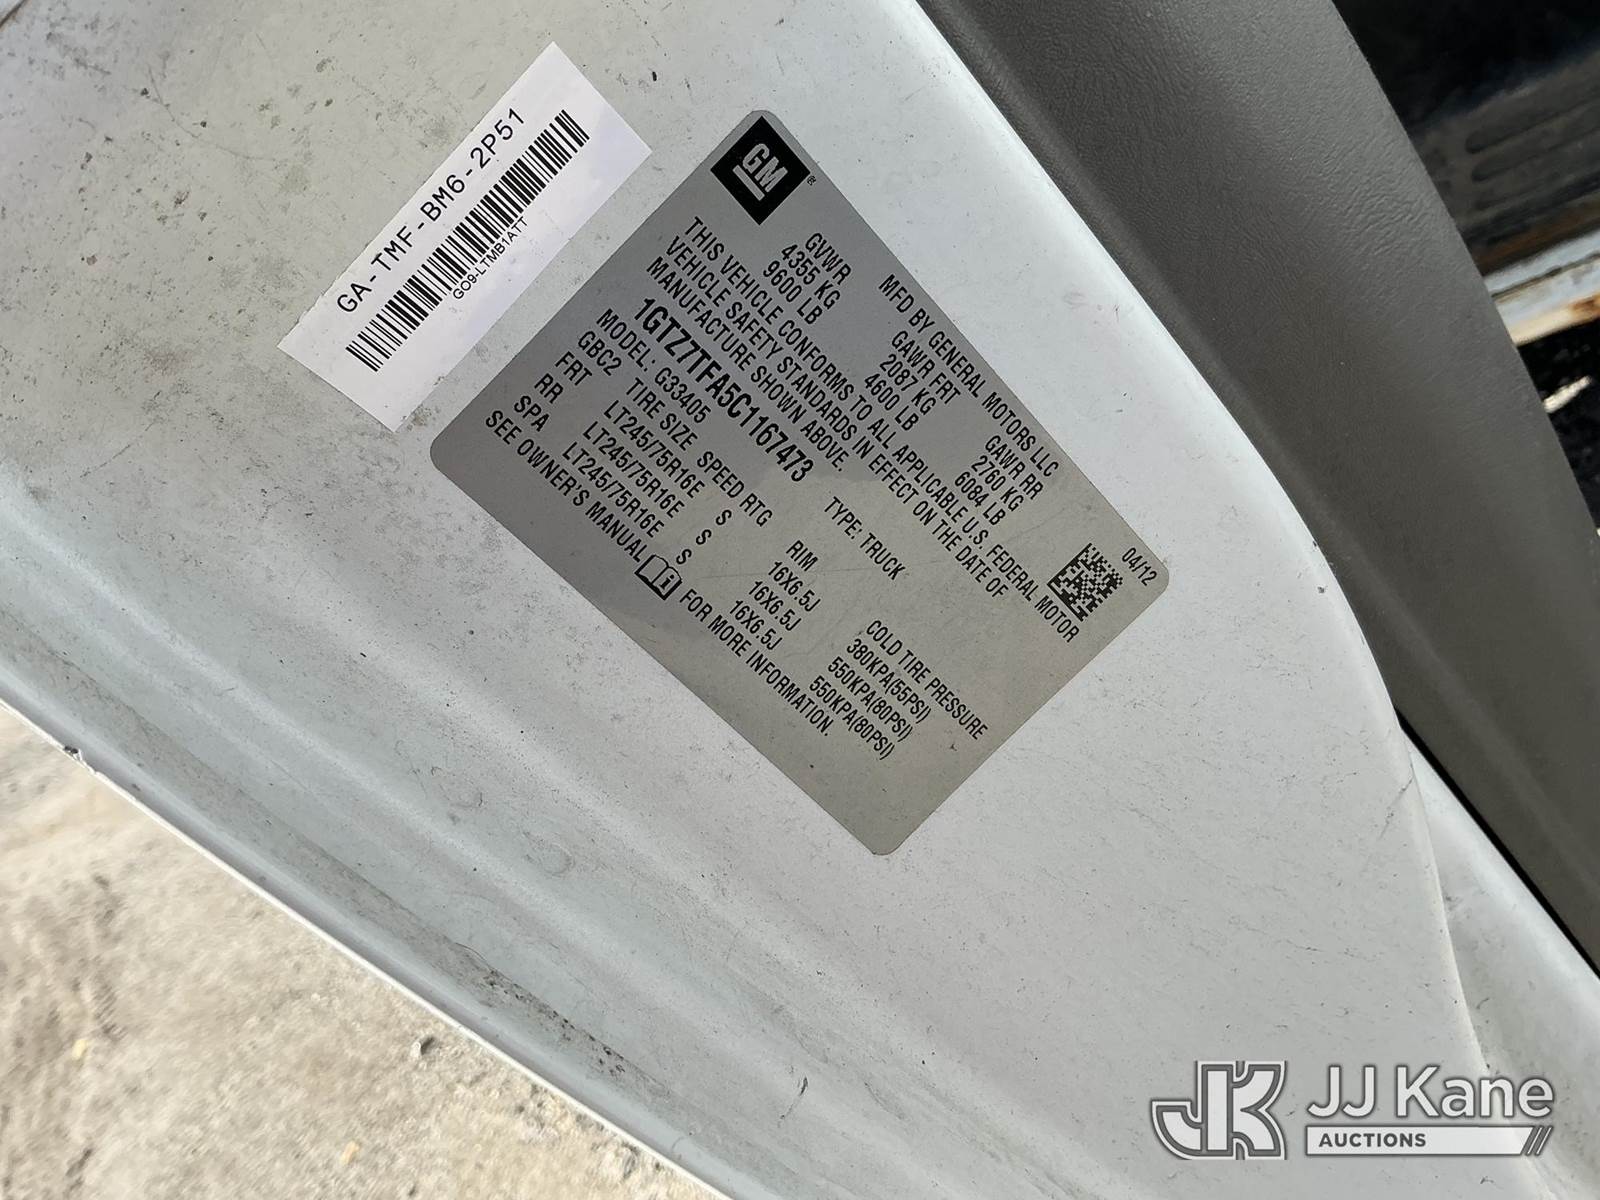 GA-TMF-BM6-2P51
GO9-LTMB1ATT
GM®
MFD BY GENERAL MOTORS LLC
04/12
GVWR GAWR FRT GAWR RR
4355 KG 2087 KG 2760 KG
9600 LB 4600 LB 6084 LB
THIS VEHICLE CONFORMS TO ALL APPLICABLE U.S. FEDERAL MOTOR
VEHICLE SAFETY STANDARDS IN EFFECT ON THE DATE OF
MANUFACTURE SHOWN ABOVE.
1GTZ7TFA5C1167473 TYPE: TRUCK
MODEL: G33405
GBC2 TIRE SIZE SPEED RTG RIM COLD TIRE PRESSURE
FRT LT245/75R16E S 16X6.5J 380KPA(55PSI)
RR LT245/75R16E S 16X6.5J 550KPA(80PSI)
SPA LT245/75R16E S 16X6.5J 550KPA(80PSI)
SEE OWNER'S MANUAL FOR MORE INFORMATION.
JK JJ Kane
AUCTIONS